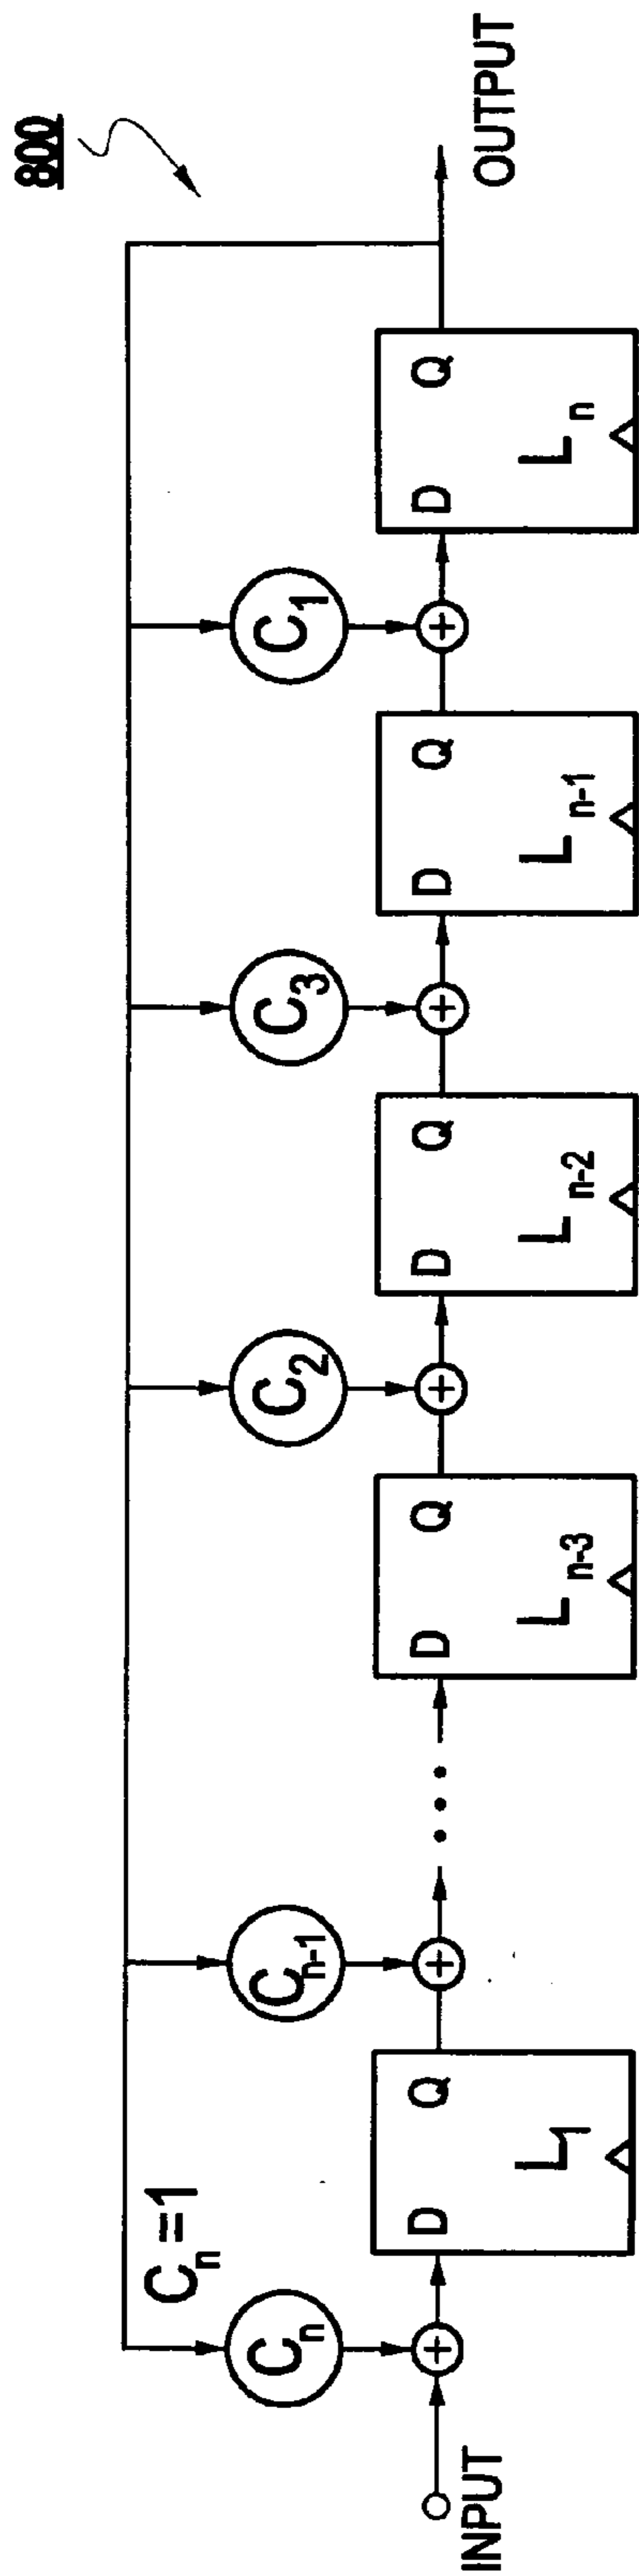 800
C_n = 1
C_n
C_{n-1}
C_2
C_3
C_1
INPUT
D Q
L_1
• • •
D Q
L_{n-3}
D Q
L_{n-2}
D Q
L_{n-1}
D Q
L_n
OUTPUT